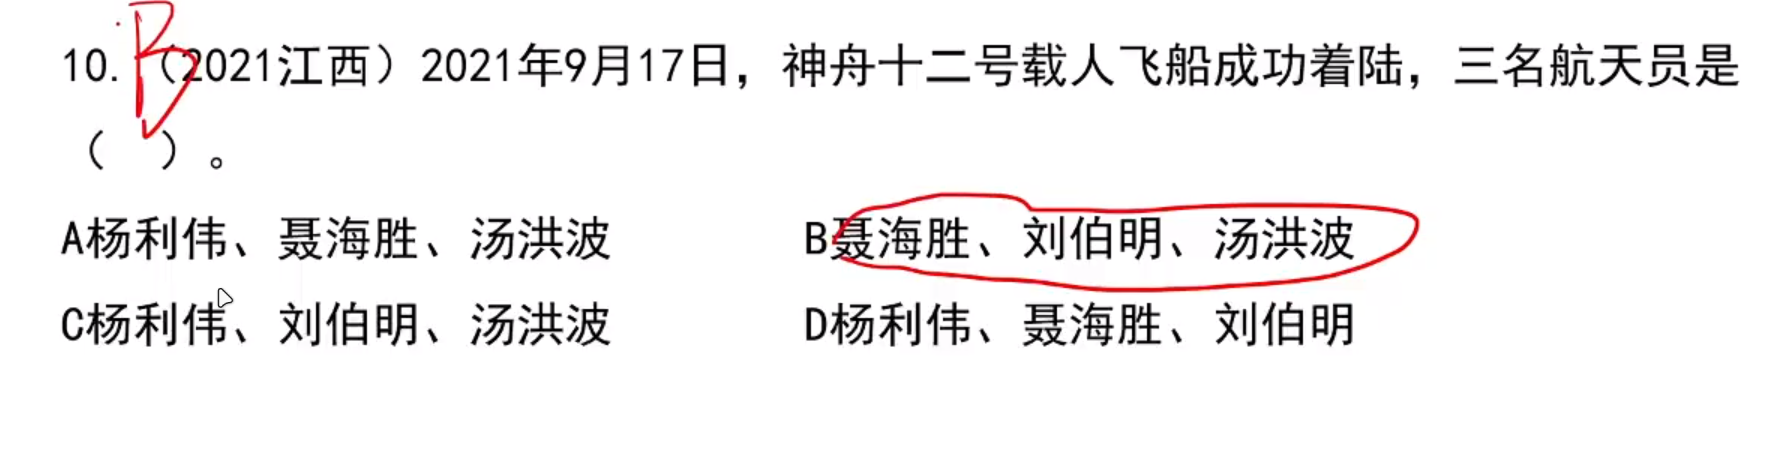 B
10. （2021江西）2021年9月17日，神舟十二号载人飞船成功着陆，三名航天员是
（ ）。
A杨利伟、聂海胜、汤洪波 B聂海胜、刘伯明、汤洪波
C杨利伟、刘伯明、汤洪波 D杨利伟、聂海胜、刘伯明